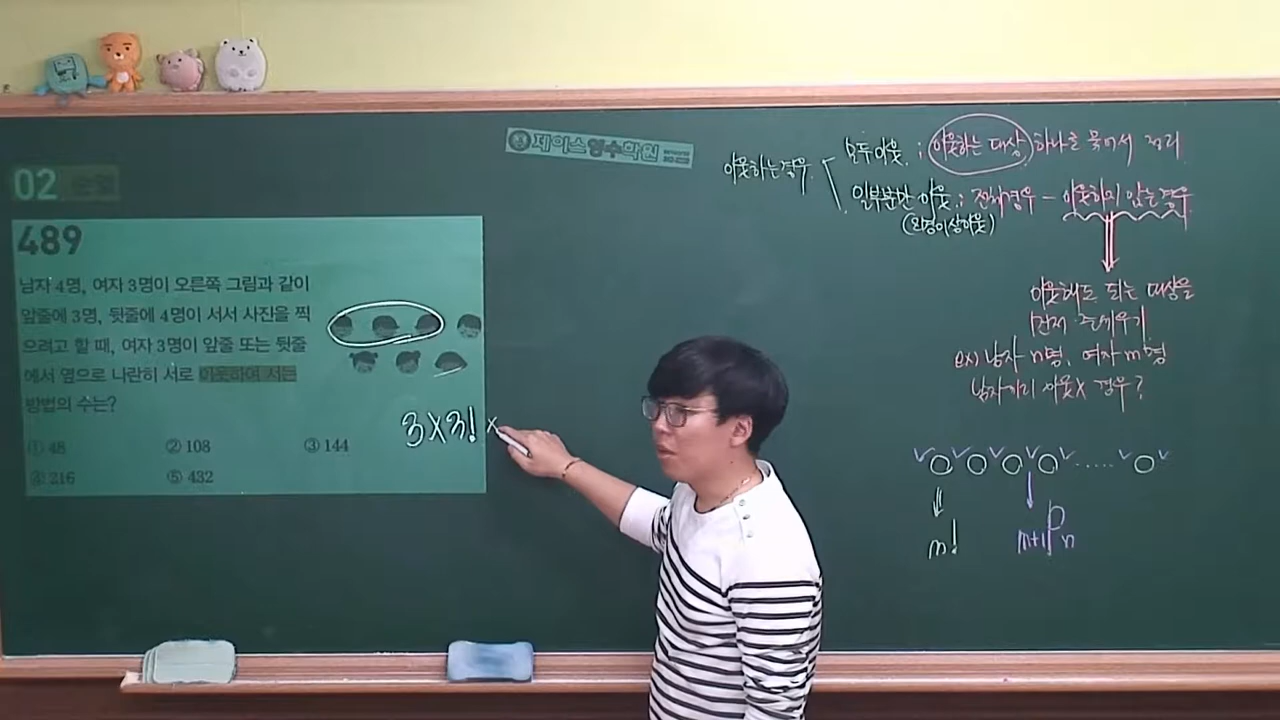 제이스영수학원
02
489
남자 4명, 여자 3명이 오른쪽 그림과 같이
앞줄에 3명, 뒷줄에 4명이 서서 사진을 찍
으려고 할 때, 여자 3명이 앞줄 또는 뒷줄
에서 옆으로 나란히 서로 이웃하여 서는
방법의 수는?
① 48 ② 108 ③ 144
④ 216 ⑤ 432
3×3!×
이웃하는 경우
모두이웃 : 이웃하는 대상 하나로 묶어서 정리
일부분만 이웃 : 전체경우 - 이웃하지 않는 경우
이웃해도 되는 대상을
먼저 줄세우기
ex) 남자 n명, 여자 m명
남자끼리 이웃X 경우?
∨○∨○∨○∨○∨.....∨○∨
m!
m+1Pn